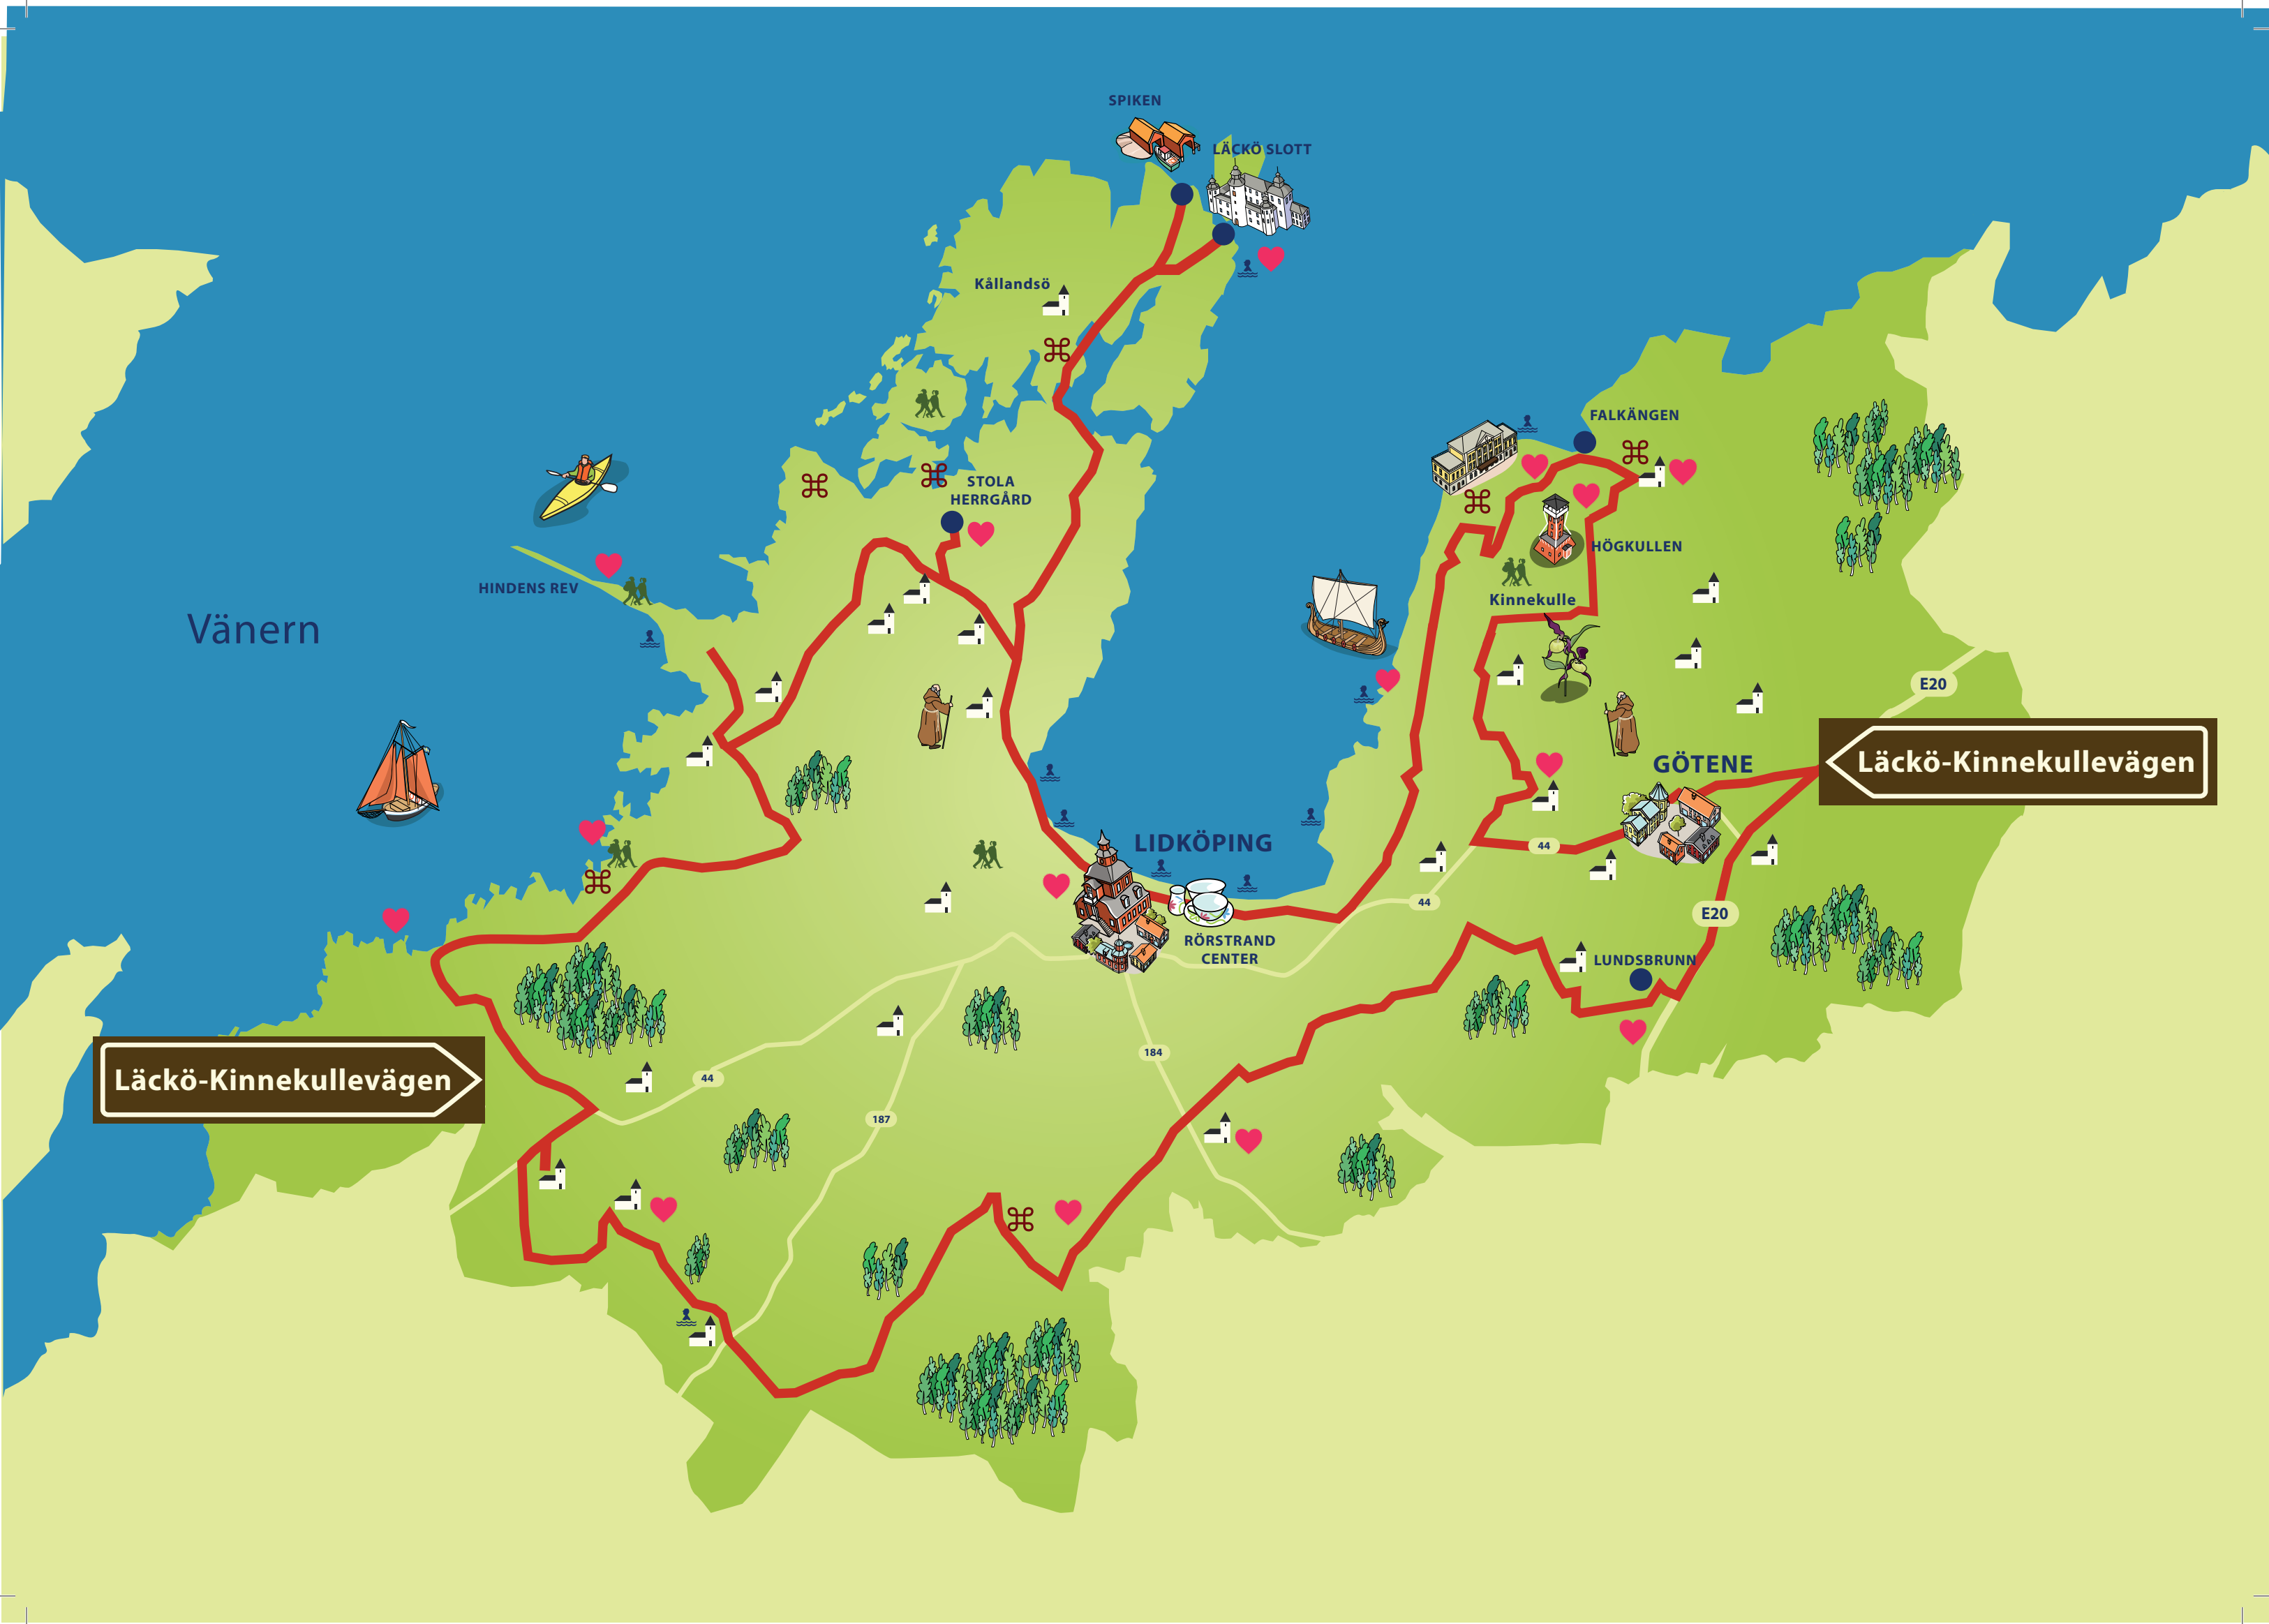 SPIKEN
LÄCKÖ SLOTT
Kållandsö
FALKÄNGEN
STOLA
HERRGÅRD
HÖGKULLEN
HINDENS REV
Kinnekulle
Vänern
E20
Läckö-Kinnekullevägen
GÖTENE
LIDKÖPING
44
44
E20
RÖRSTRAND
CENTER
LUNDSBRUNN
184
44
Läckö-Kinnekullevägen
187